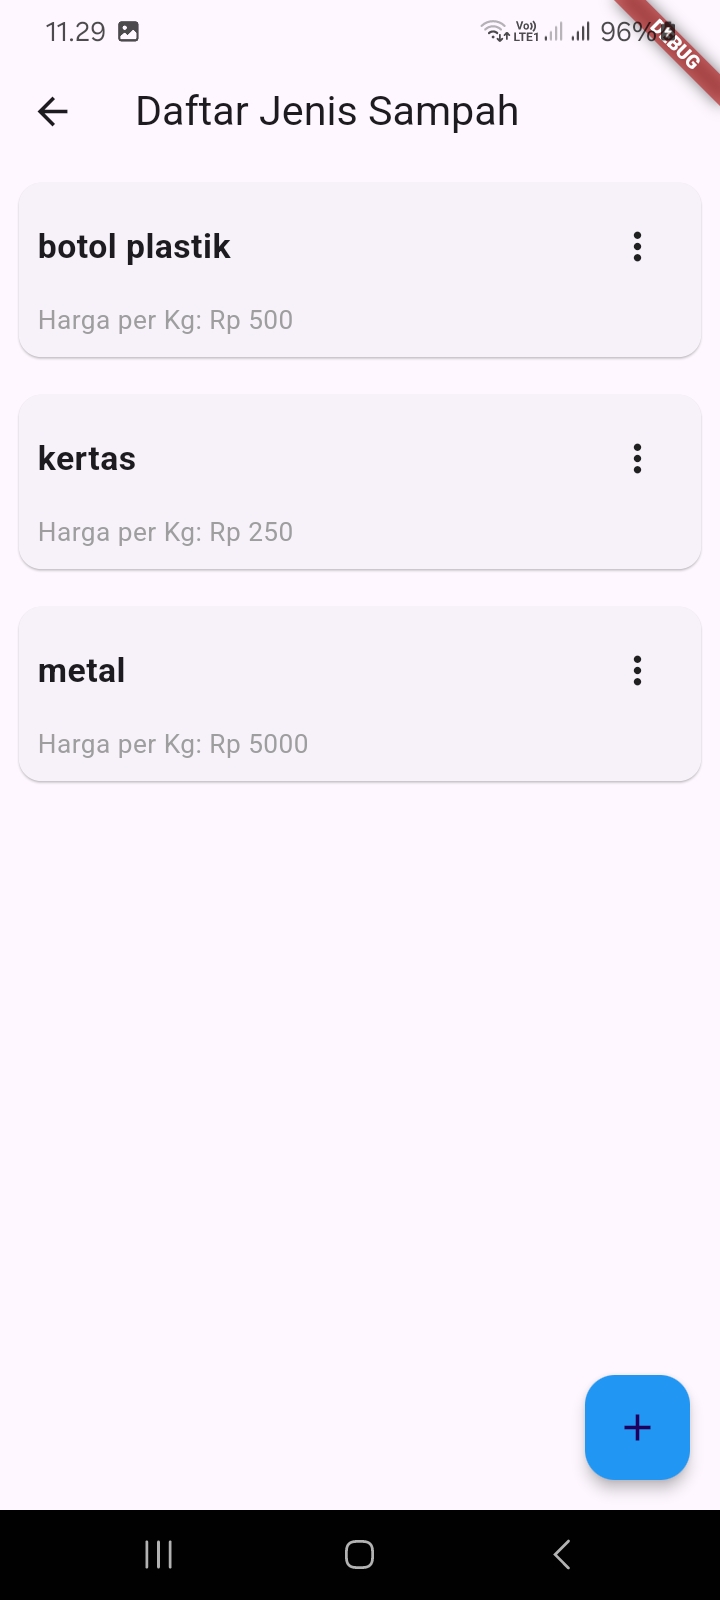 11.29
Vo))
LTE1
96%
DEBUG
Daftar Jenis Sampah
botol plastik
Harga per Kg: Rp 500
kertas
Harga per Kg: Rp 250
metal
Harga per Kg: Rp 5000